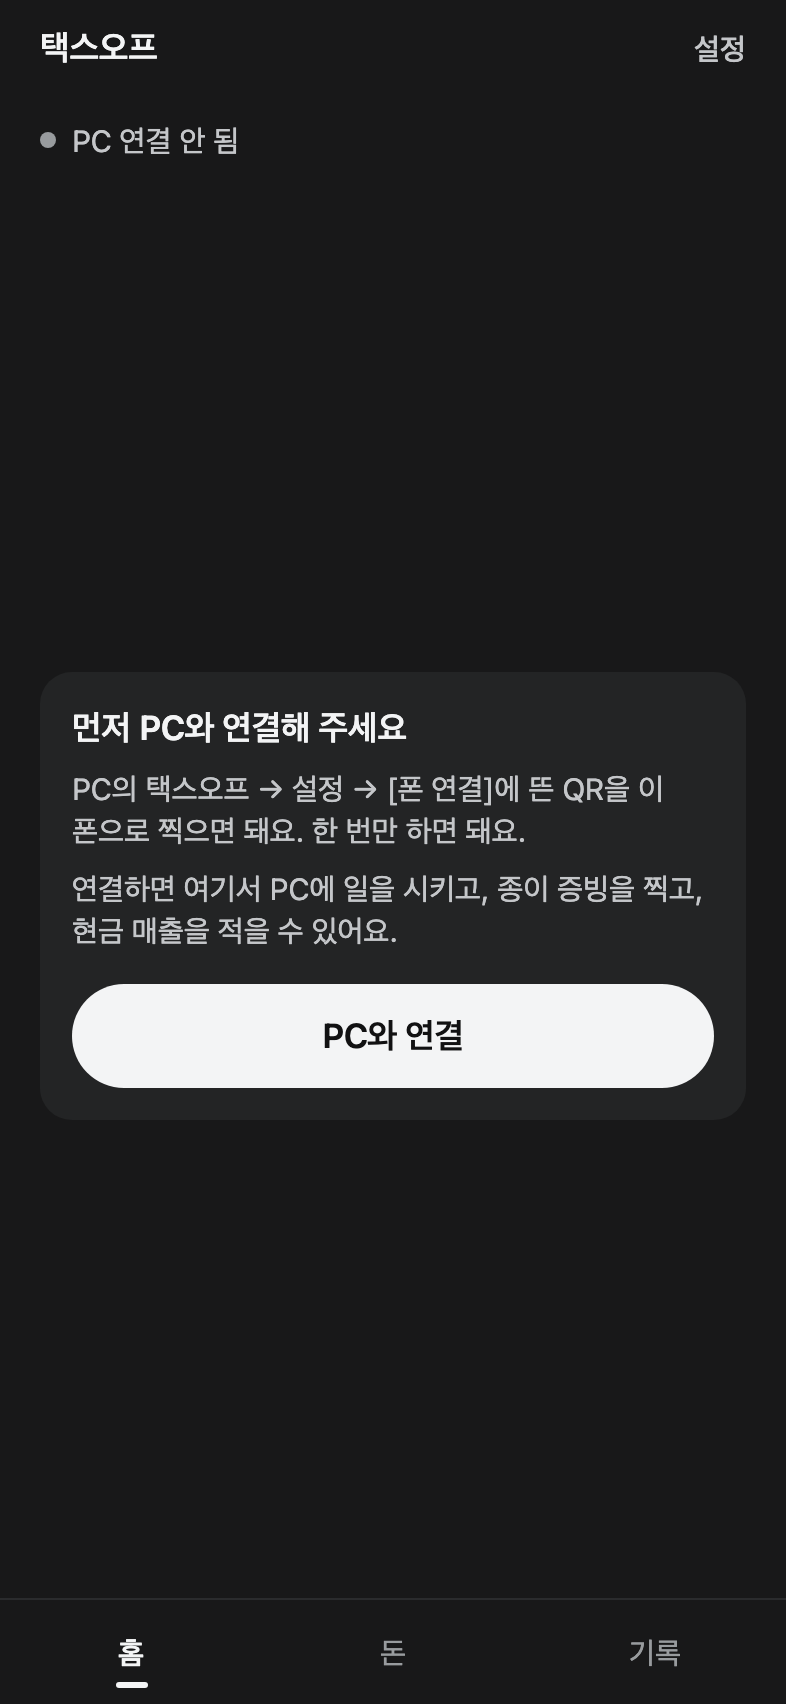 택스오프
설정
PC 연결 안 됨
먼저 PC와 연결해 주세요
PC의 택스오프 → 설정 → [폰 연결]에 뜬 QR을 이
폰으로 찍으면 돼요. 한 번만 하면 돼요.
연결하면 여기서 PC에 일을 시키고, 종이 증빙을 찍고,
현금 매출을 적을 수 있어요.
PC와 연결
홈
돈
기록